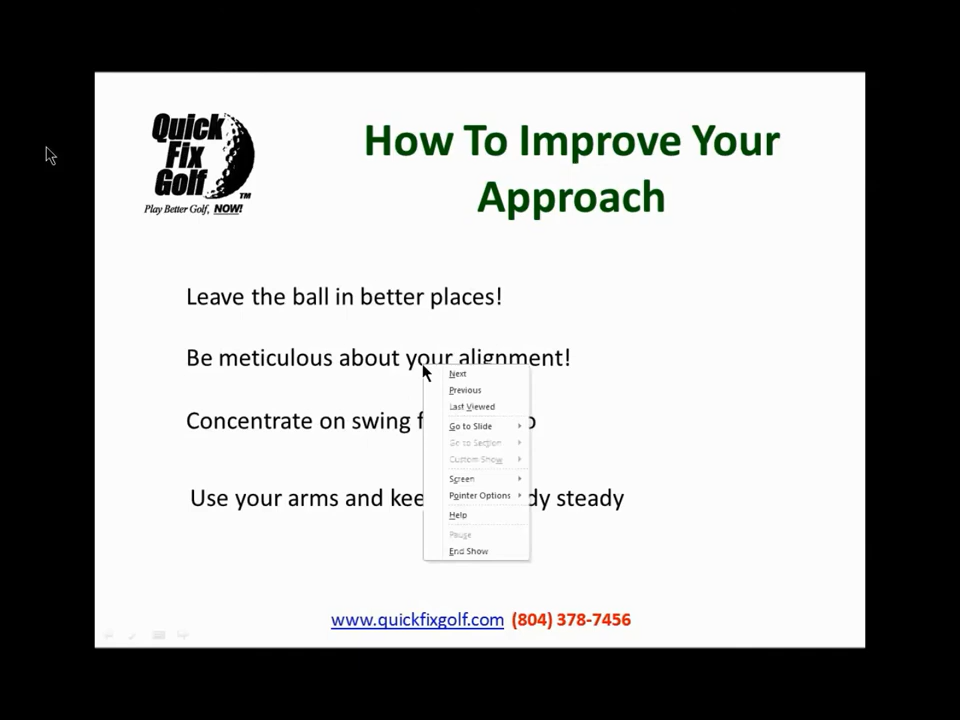 Quick
Fix
Golf
TM
Play Better Golf, NOW!
How To Improve Your
Approach
Leave the ball in better places!
Be meticulous about your alignment!
Concentrate on swing
Use your arms and steady
Next
Previous
Last Viewed
Go to Slide
Go to Section
Custom Show
Screen
Pointer Options
Help
Pause
End Show
www.quickfixgolf.com (804) 378-7456